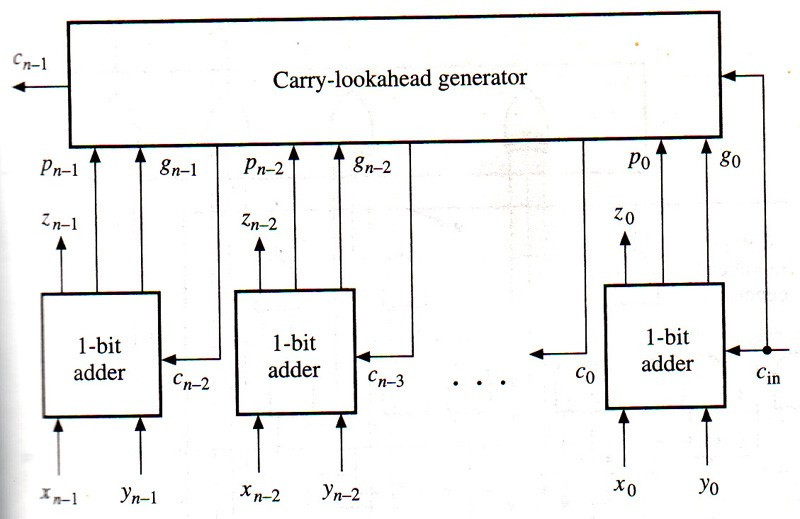 c_{n–1}
Carry-lookahead generator
p_{n–1} g_{n–1} p_{n–2} g_{n–2} p_0 g_0
z_{n–1} z_{n–2} z_0
1-bit adder
1-bit adder
1-bit adder
c_{n–2} c_{n–3} . . . c_0 c_{in}
x_{n–1} y_{n–1} x_{n–2} y_{n–2} x_0 y_0